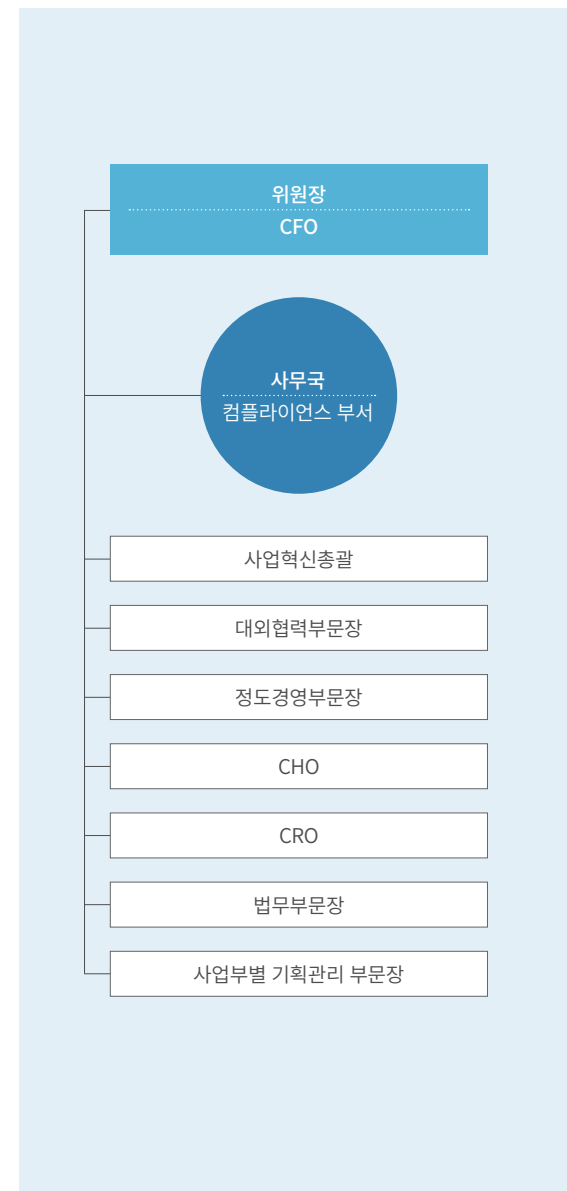 위원장
CFO
사무국
컴플라이언스 부서
사업혁신총괄
대외협력부문장
정도경영부문장
CHO
CRO
법무부문장
사업부별 기획관리 부문장